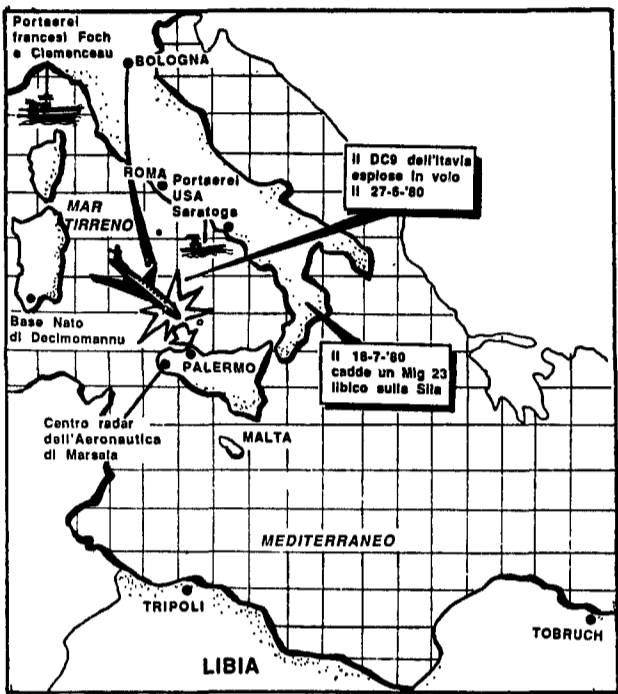 Portaerei
francesi Foch
e Clemenceau
BOLOGNA
ROMA
Portaerei
USA
Saratoga
Il DC9 dell'Itavia
esplose in volo
il 27-6-'80
MAR
TIRRENO
Base Nato
di Decimomannu
Il 18-7-'80
cadde un Mig 23
libico sulla Sila
PALERMO
Centro radar
dell'Aeronautica
di Marsala
MALTA
MEDITERRANEO
TRIPOLI
TOBRUCH
LIBIA